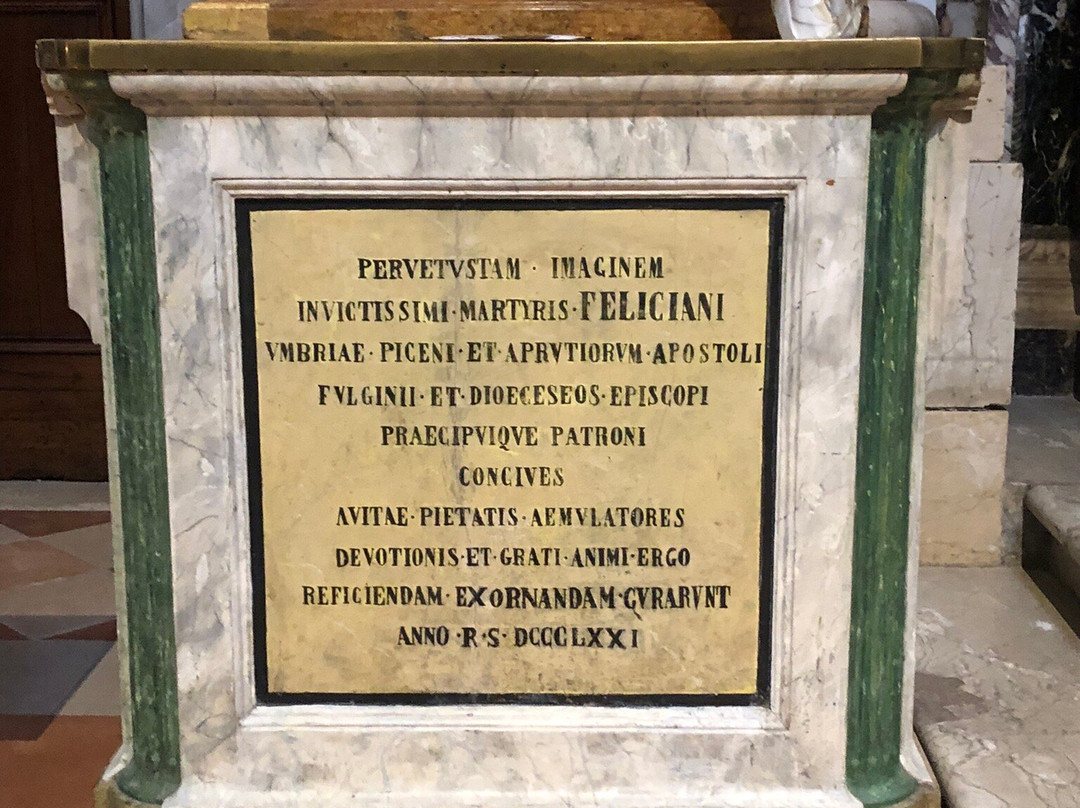 PERVETVSTAM · IMAGINEM
INVICTISSIMI · MARTYRIS · FELICIANI
VMBRIAE · PICENI · ET · APRVTIORVM · APOSTOLI
FVLGINII · ET · DIOECESEOS · EPISCOPI
PRAECIPVIQVE PATRONI
CONCIVES
AVITAE · PIETATIS · AEMVLATORES
DEVOTIONIS · ET · GRATI · ANIMI · ERGO
REFICIENDAM · EXORNANDAM · CVRARVNT
ANNO · R · S · DCCCLXXI